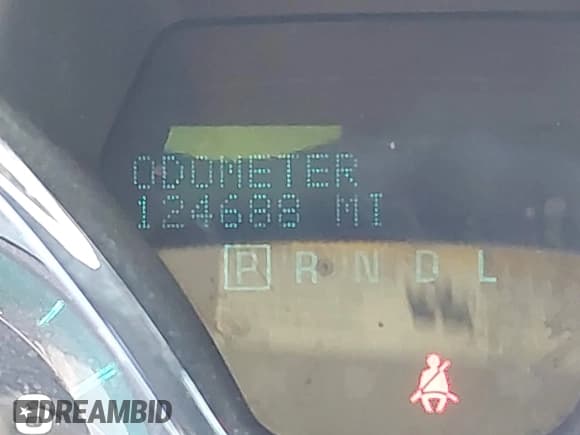 ODOMETER
124688 MI
P R N D L
DREAMBID